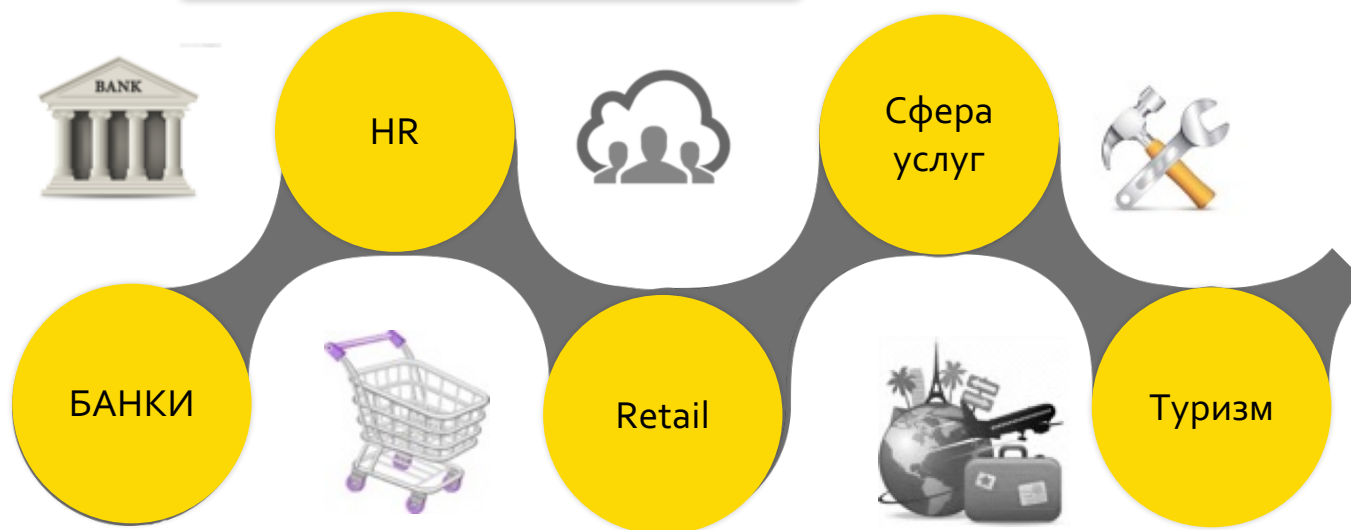 BANK
HR
Сфера
услуг
БАНКИ
Retail
Туризм